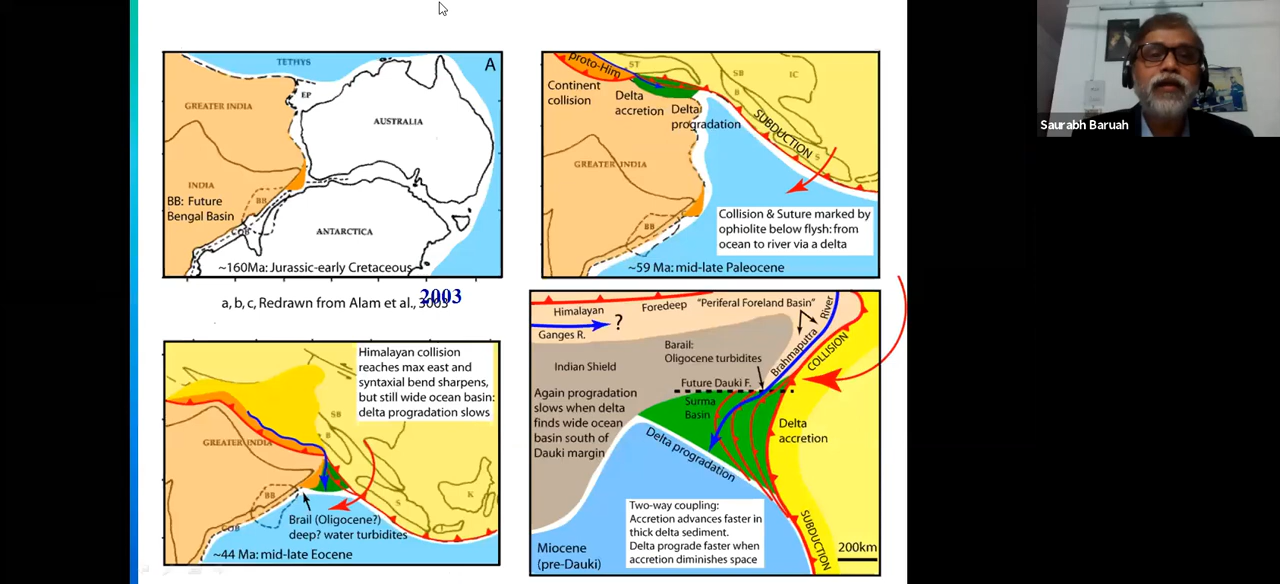 TETHYS
A
GREATER INDIA
EP
AUSTRALIA
INDIA
BB: Future
Bengal Basin
BB
COB
ANTARCTICA
~160Ma: Jurassic-early Cretaceous
a, b, c, Redrawn from Alam et al.,
2003
proto-Him
ST
SB
IC
B
Continent
collision
Delta
accretion
Delta
progradation
SUBDUCTION
S
GREATER INDIA
BB
Collision & Suture marked by
ophiolite below flysh: from
ocean to river via a delta
~59 Ma: mid-late Paleocene
Himalayan collision
reaches max east and
syntaxial bend sharpens,
but still wide ocean basin:
delta progradation slows
SB
B
GREATER INDIA
BB
S
K
COB
Brail (Oligocene?)
deep? water turbidites
~44 Ma: mid-late Eocene
Himalayan
Foredeep
"Periferal Foreland Basin"
River
Ganges R.
?
Brahmaputra
COLLISION
Barail:
Oligocene turbidites
Indian Shield
Future Dauki F.
Again progradation
slows when delta
finds wide ocean
basin south of
Dauki margin
Surma
Basin
Delta
accretion
Delta progradation
Two-way coupling:
Accretion advances faster in
thick delta sediment.
Delta prograde faster when
accretion diminishes space
SUBDUCTION
Miocene
(pre-Dauki)
200km
Saurabh Baruah